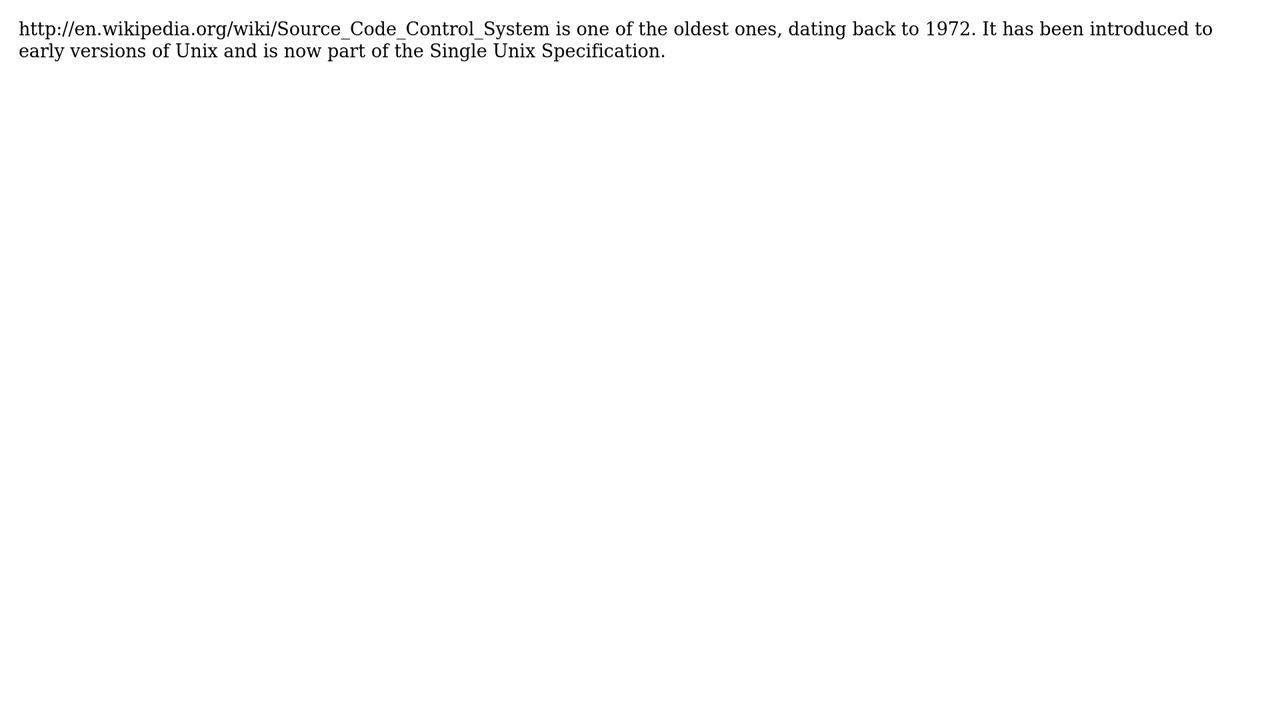 http://en.wikipedia.org/wiki/Source_Code_Control_System is one of the oldest ones, dating back to 1972. It has been introduced to
early versions of Unix and is now part of the Single Unix Specification.